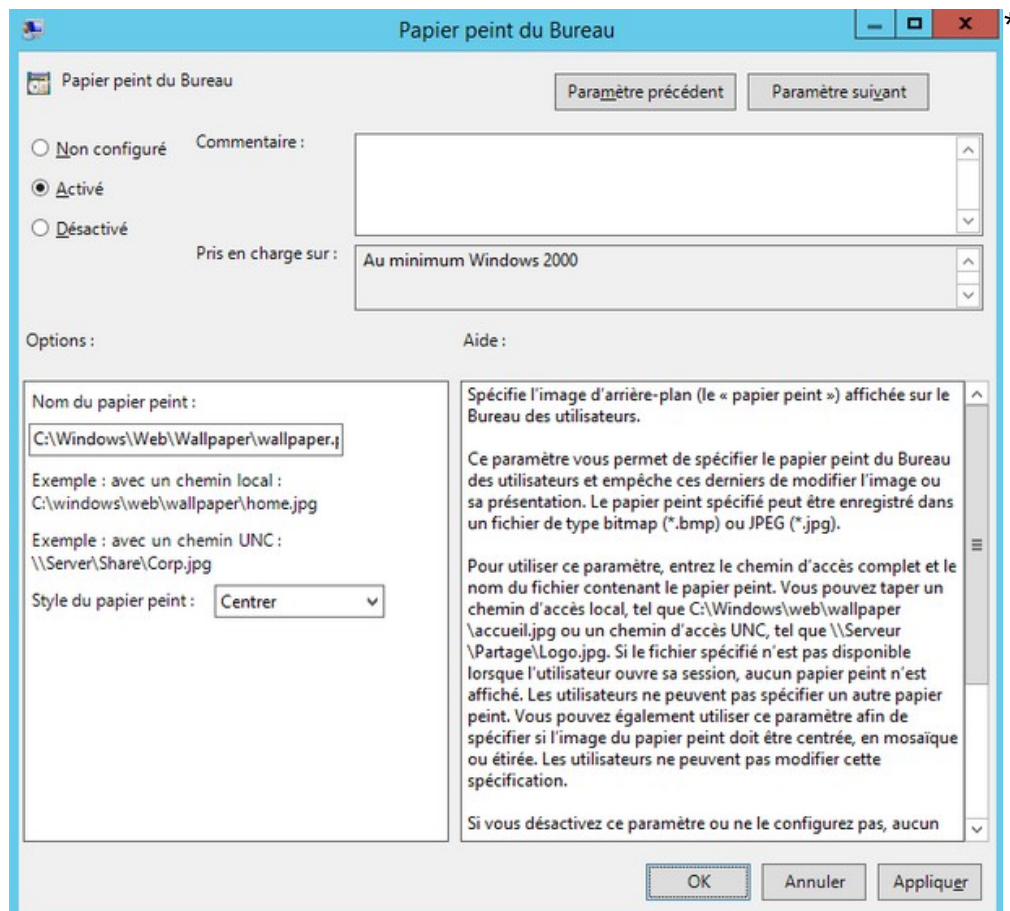 Papier peint du Bureau
*
Papier peint du Bureau
Paramètre précédent
Paramètre suivant
Non configuré
Commentaire :
Activé
Désactivé
Pris en charge sur :
Au minimum Windows 2000
Options :
Aide :
Nom du papier peint :
C:\Windows\Web\Wallpaper\wallpaper.
Exemple : avec un chemin local :
C:\windows\web\wallpaper\home.jpg
Exemple : avec un chemin UNC :
\\Server\Share\Corp.jpg
Style du papier peint :
Centrer
Spécifie l'image d'arrière-plan (le « papier peint ») affichée sur le
Bureau des utilisateurs.
Ce paramètre vous permet de spécifier le papier peint du Bureau
des utilisateurs et empêche ces derniers de modifier l'image ou
sa présentation. Le papier peint spécifié peut être enregistré dans
un fichier de type bitmap (*.bmp) ou JPEG (*.jpg).
Pour utiliser ce paramètre, entrez le chemin d'accès complet et le
nom du fichier contenant le papier peint. Vous pouvez taper un
chemin d'accès local, tel que C:\Windows\web\wallpaper
\accueil.jpg ou un chemin d'accès UNC, tel que \\Serveur
\Partage\Logo.jpg. Si le fichier spécifié n'est pas disponible
lorsque l'utilisateur ouvre sa session, aucun papier peint n'est
affiché. Les utilisateurs ne peuvent pas spécifier un autre papier
peint. Vous pouvez également utiliser ce paramètre afin de
spécifier si l'image du papier peint doit être centrée, en mosaïque
ou étirée. Les utilisateurs ne peuvent pas modifier cette
spécification.
Si vous désactivez ce paramètre ou ne le configurez pas, aucun
OK
Annuler
Appliquer